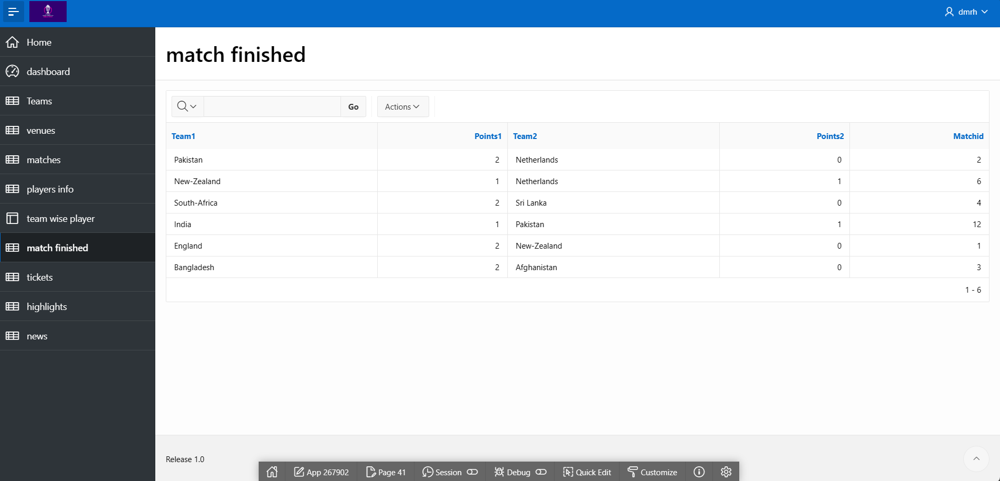 dmrh
Home
dashboard
Teams
venues
matches
players info
team wise player
match finished
tickets
highlights
news
match finished
Go
Actions
Team1 Points1 Team2 Points2 Matchid
Pakistan 2 Netherlands 0 2
New-Zealand 1 Netherlands 1 6
South-Africa 2 Sri Lanka 0 4
India 1 Pakistan 1 12
England 2 New-Zealand 0 1
Bangladesh 2 Afghanistan 0 3
1 - 6
Release 1.0
App 267902 Page 41 Session Debug Quick Edit Customize